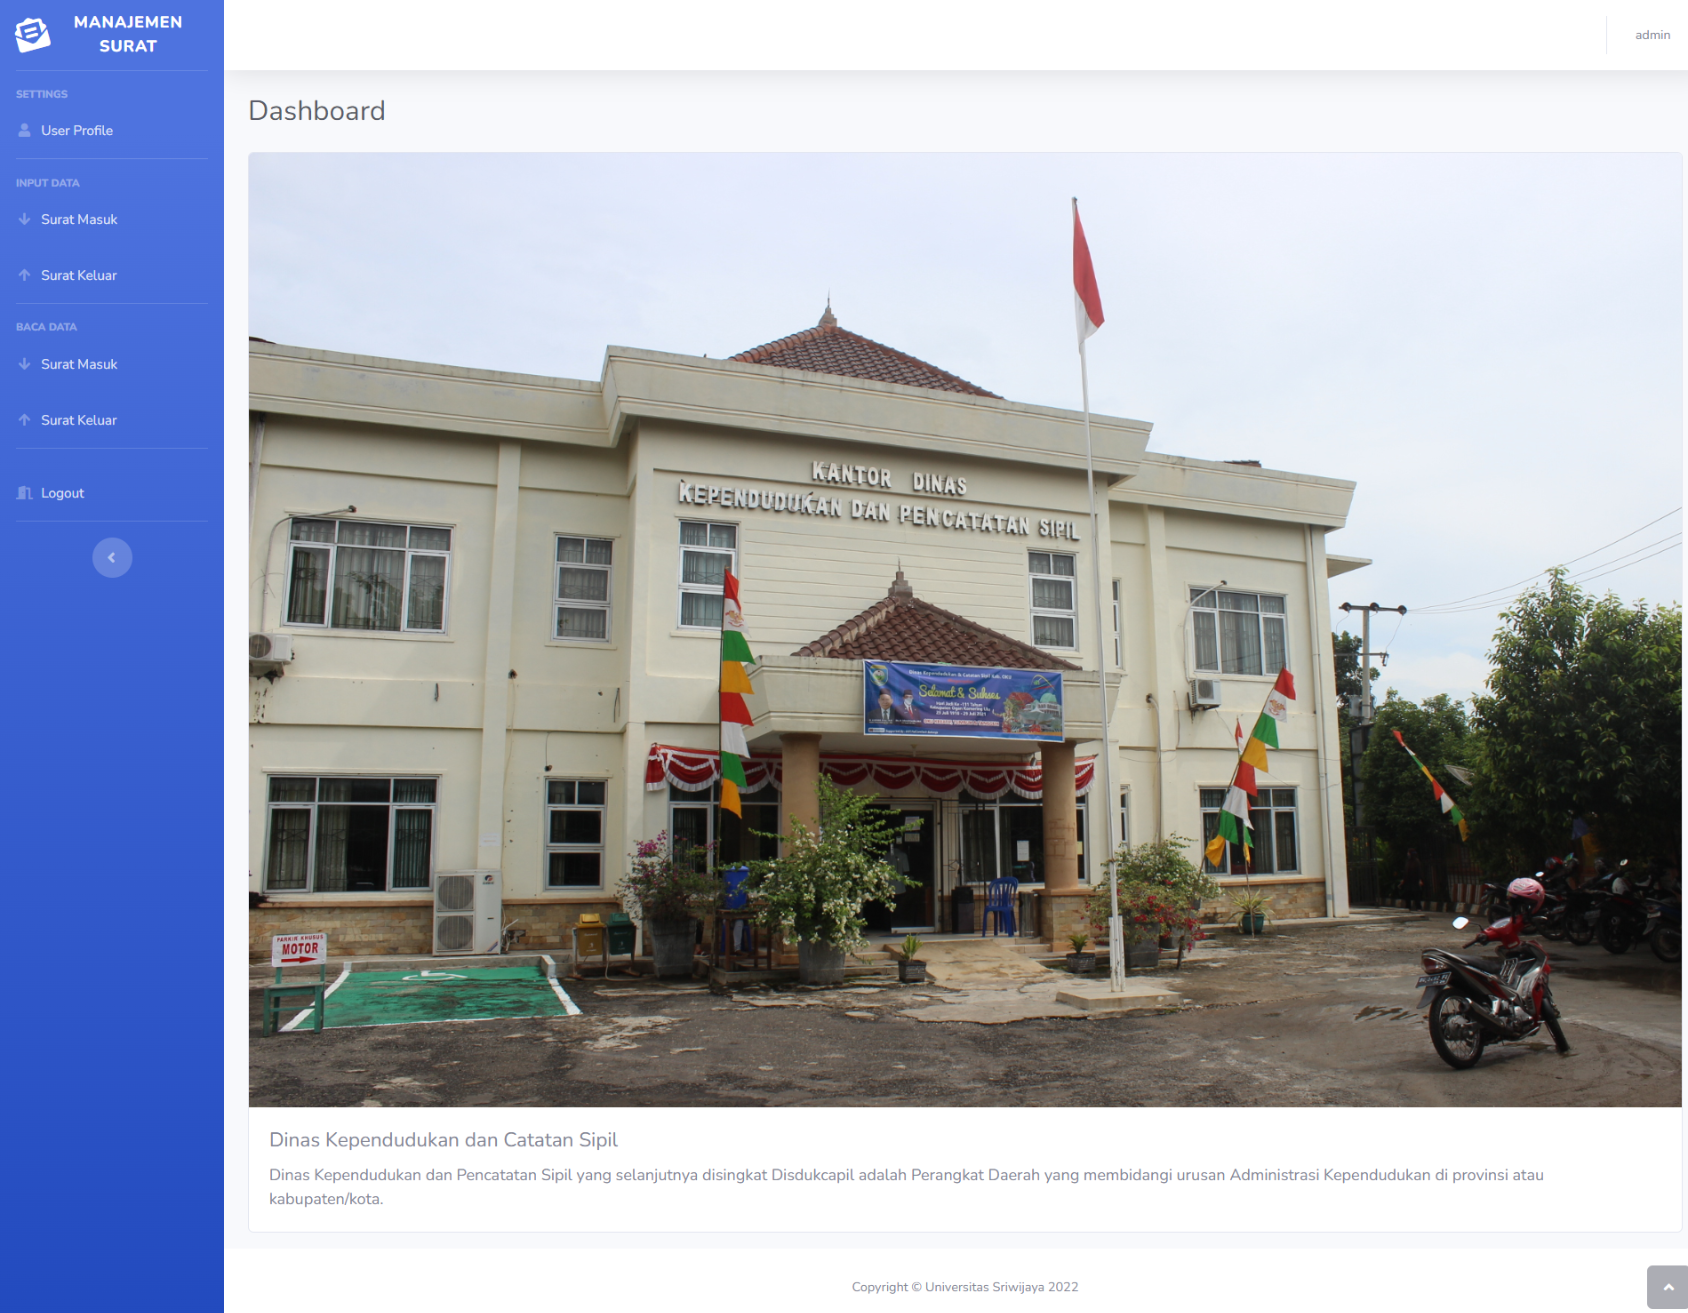 MANAJEMEN
SURAT
admin
SETTINGS
User Profile
INPUT DATA
Surat Masuk
Surat Keluar
BACA DATA
Surat Masuk
Surat Keluar
Logout
Dashboard
KANTOR DINAS
KEPENDUDUKAN DAN PENCATATAN SIPIL
Selamat & Sukses
MOTOR
Dinas Kependudukan dan Catatan Sipil
Dinas Kependudukan dan Pencatatan Sipil yang selanjutnya disingkat Disdukcapil adalah Perangkat Daerah yang membidangi urusan Administrasi Kependudukan di provinsi atau
kabupaten/kota.
Copyright © Universitas Sriwijaya 2022